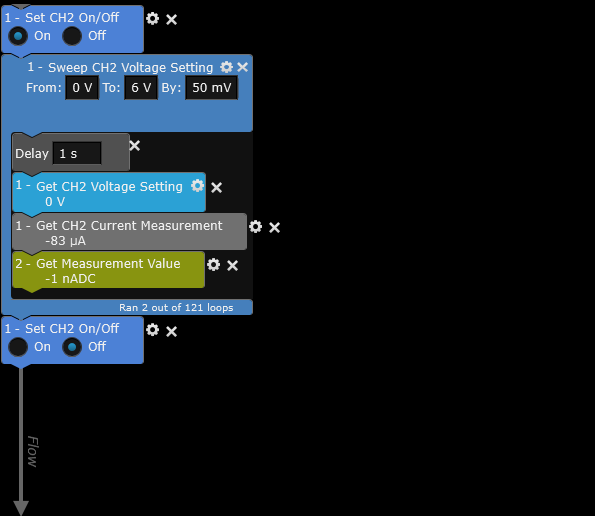 1 - Set CH2 On/Off
On Off
1 - Sweep CH2 Voltage Setting
From: 0 V To: 6 V By: 50 mV
Delay 1 s
1 - Get CH2 Voltage Setting
0 V
1 - Get CH2 Current Measurement
-83 µA
2 - Get Measurement Value
-1 nADC
Ran 2 out of 121 loops
1 - Set CH2 On/Off
On Off
Flow